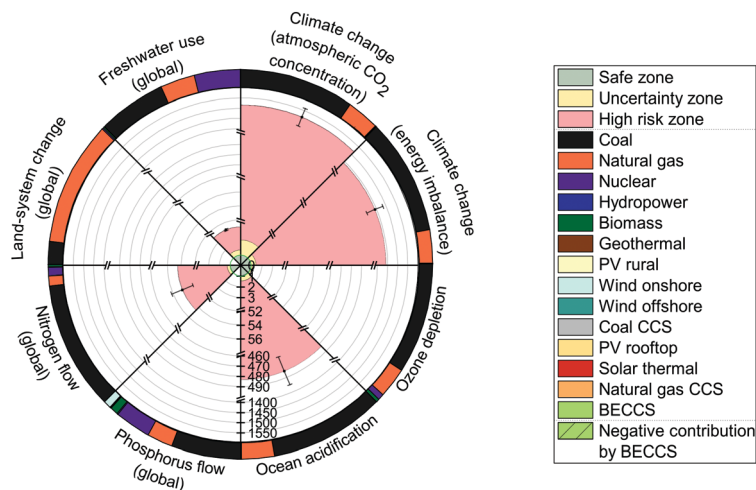 Climate change
(atmospheric CO2
concentration)
Climate change
(energy imbalance)
Ozone depletion
Ocean acidification
Phosphorus flow
(global)
Nitrogen flow
(global)
Land-system change
(global)
Freshwater use
(global)
0
1
2
3
52
54
56
460
470
480
490
1400
1450
1500
1550
Safe zone
Uncertainty zone
High risk zone
Coal
Natural gas
Nuclear
Hydropower
Biomass
Geothermal
PV rural
Wind onshore
Wind offshore
Coal CCS
PV rooftop
Solar thermal
Natural gas CCS
BECCS
Negative contribution
by BECCS